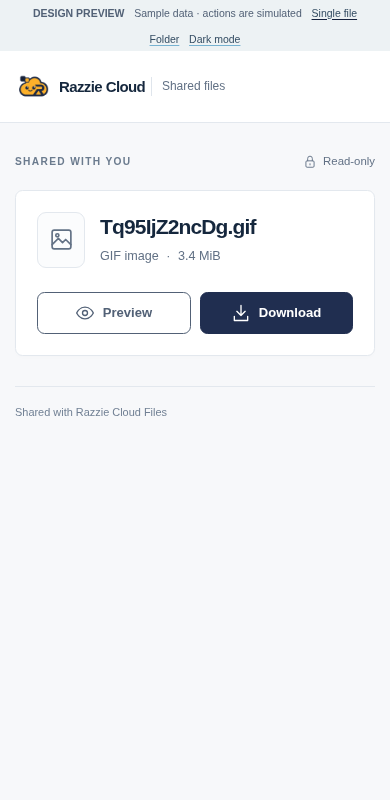 DESIGN PREVIEW Sample data · actions are simulated Single file
Folder Dark mode
Razzie Cloud Shared files
SHARED WITH YOU Read-only
Tq95IjZ2ncDg.gif
GIF image · 3.4 MiB
Preview Download
Shared with Razzie Cloud Files